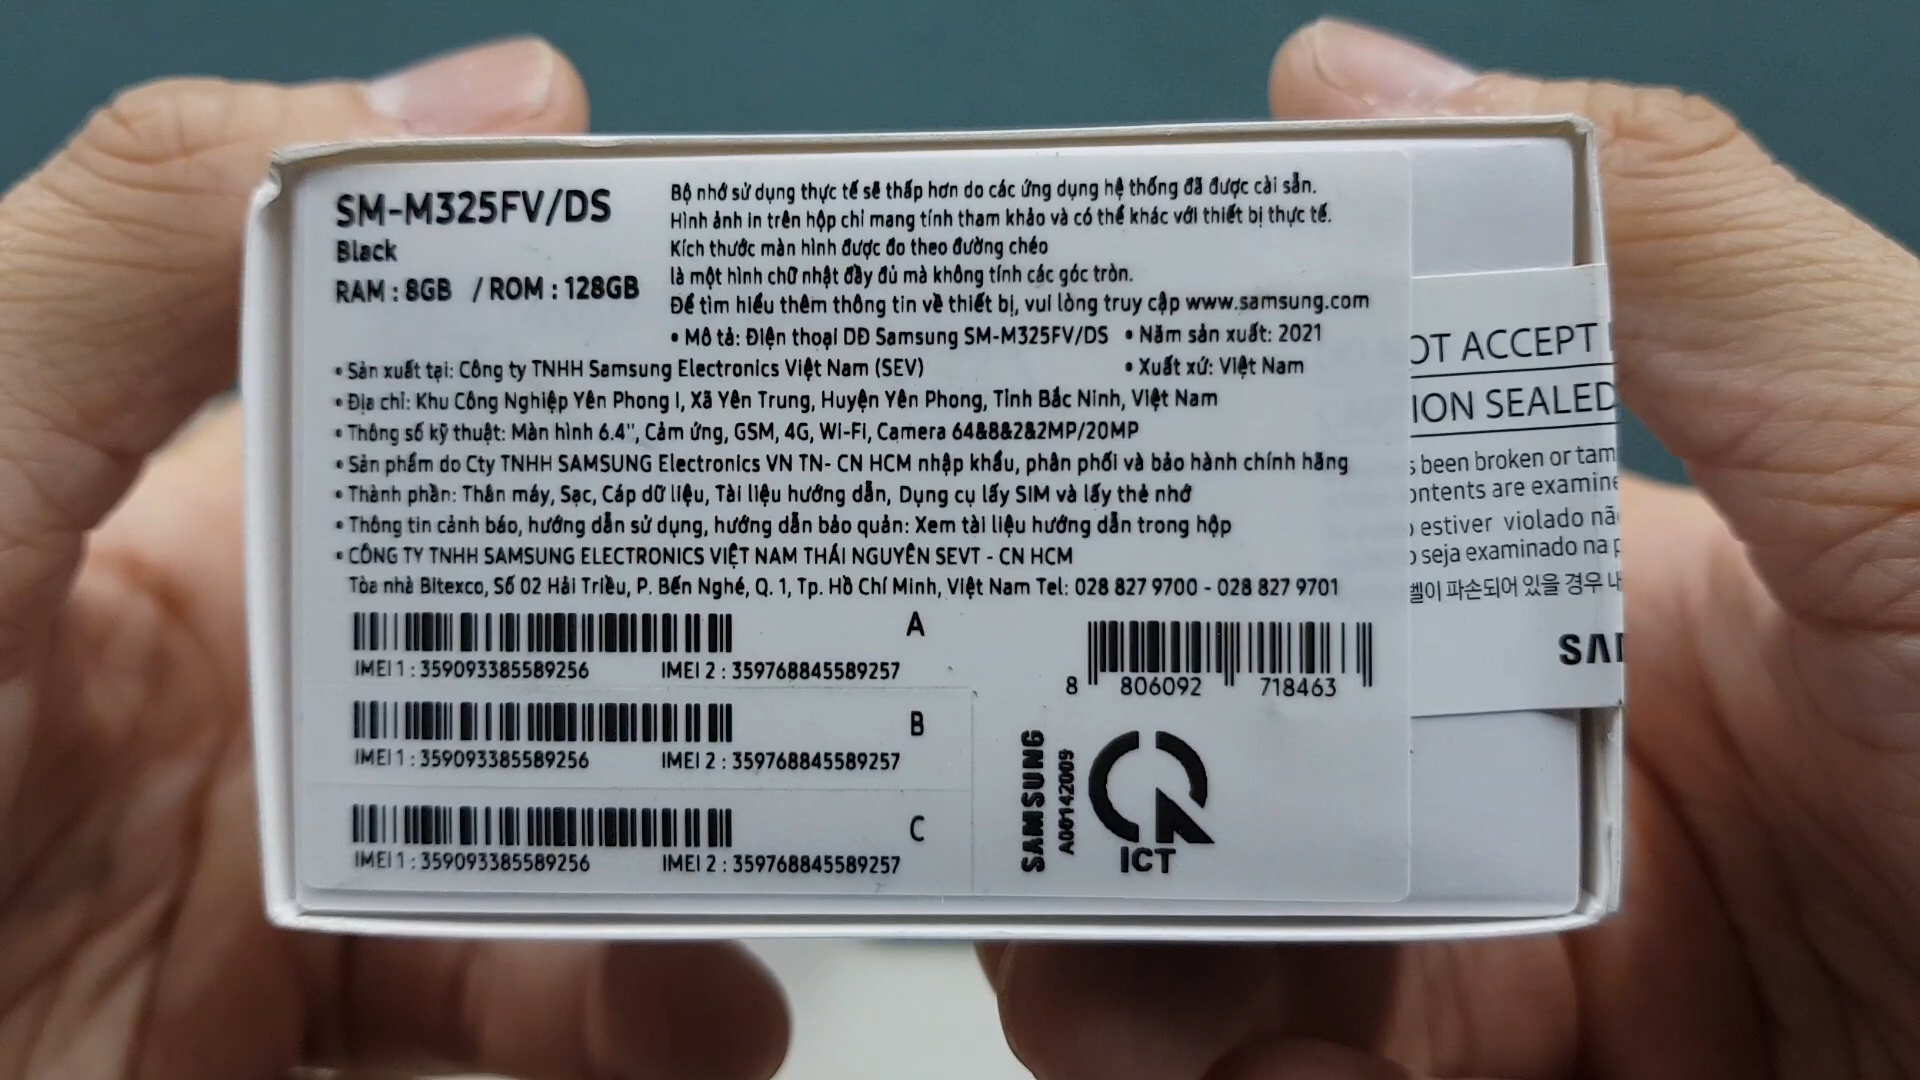 SM-M325FV/DS
Black
RAM : 8GB / ROM : 128GB
Bộ nhớ sử dụng thực tế sẽ thấp hơn do các ứng dụng hệ thống đã được cài sẵn.
Hình ảnh in trên hộp chỉ mang tính tham khảo và có thể khác với thiết bị thực tế.
Kích thước màn hình được đo theo đường chéo
là một hình chữ nhật đầy đủ mà không tính các góc tròn.
Để tìm hiểu thêm thông tin về thiết bị, vui lòng truy cập www.samsung.com
• Mô tả: Điện thoại DĐ Samsung SM-M325FV/DS • Năm sản xuất: 2021
• Sản xuất tại: Công ty TNHH Samsung Electronics Việt Nam (SEV) • Xuất xứ: Việt Nam
• Địa chỉ: Khu Công Nghiệp Yên Phong I, Xã Yên Trung, Huyện Yên Phong, Tỉnh Bắc Ninh, Việt Nam
• Thông số kỹ thuật: Màn hình 6.4", Cảm ứng, GSM, 4G, Wi-Fi, Camera 64&8&2&2MP/20MP
• Sản phẩm do Cty TNHH SAMSUNG Electronics VN TN- CN HCM nhập khẩu, phân phối và bảo hành chính hãng
• Thành phần: Thân máy, Sạc, Cáp dữ liệu, Tài liệu hướng dẫn, Dụng cụ lấy SIM và lấy thẻ nhớ
• Thông tin cảnh báo, hướng dẫn sử dụng, hướng dẫn bảo quản: Xem tài liệu hướng dẫn trong hộp
• CÔNG TY TNHH SAMSUNG ELECTRONICS VIỆT NAM THÁI NGUYÊN SEVT - CN HCM
Tòa nhà Bitexco, Số 02 Hải Triều, P. Bến Nghé, Q. 1, Tp. Hồ Chí Minh, Việt Nam Tel: 028 827 9700 - 028 827 9701
A
IMEI 1 : 359093385589256 IMEI 2 : 359768845589257
B
IMEI 1 : 359093385589256 IMEI 2 : 359768845589257
C
IMEI 1 : 359093385589256 IMEI 2 : 359768845589257
8 806092 718463
SAMSUNG
A00142009
ICT
OT ACCEPT
ION SEALED
s been broken or tam
ontents are examine
o estiver violado nã
o seja examinado na p
벨이 파손되어 있을 경우 내
SAM